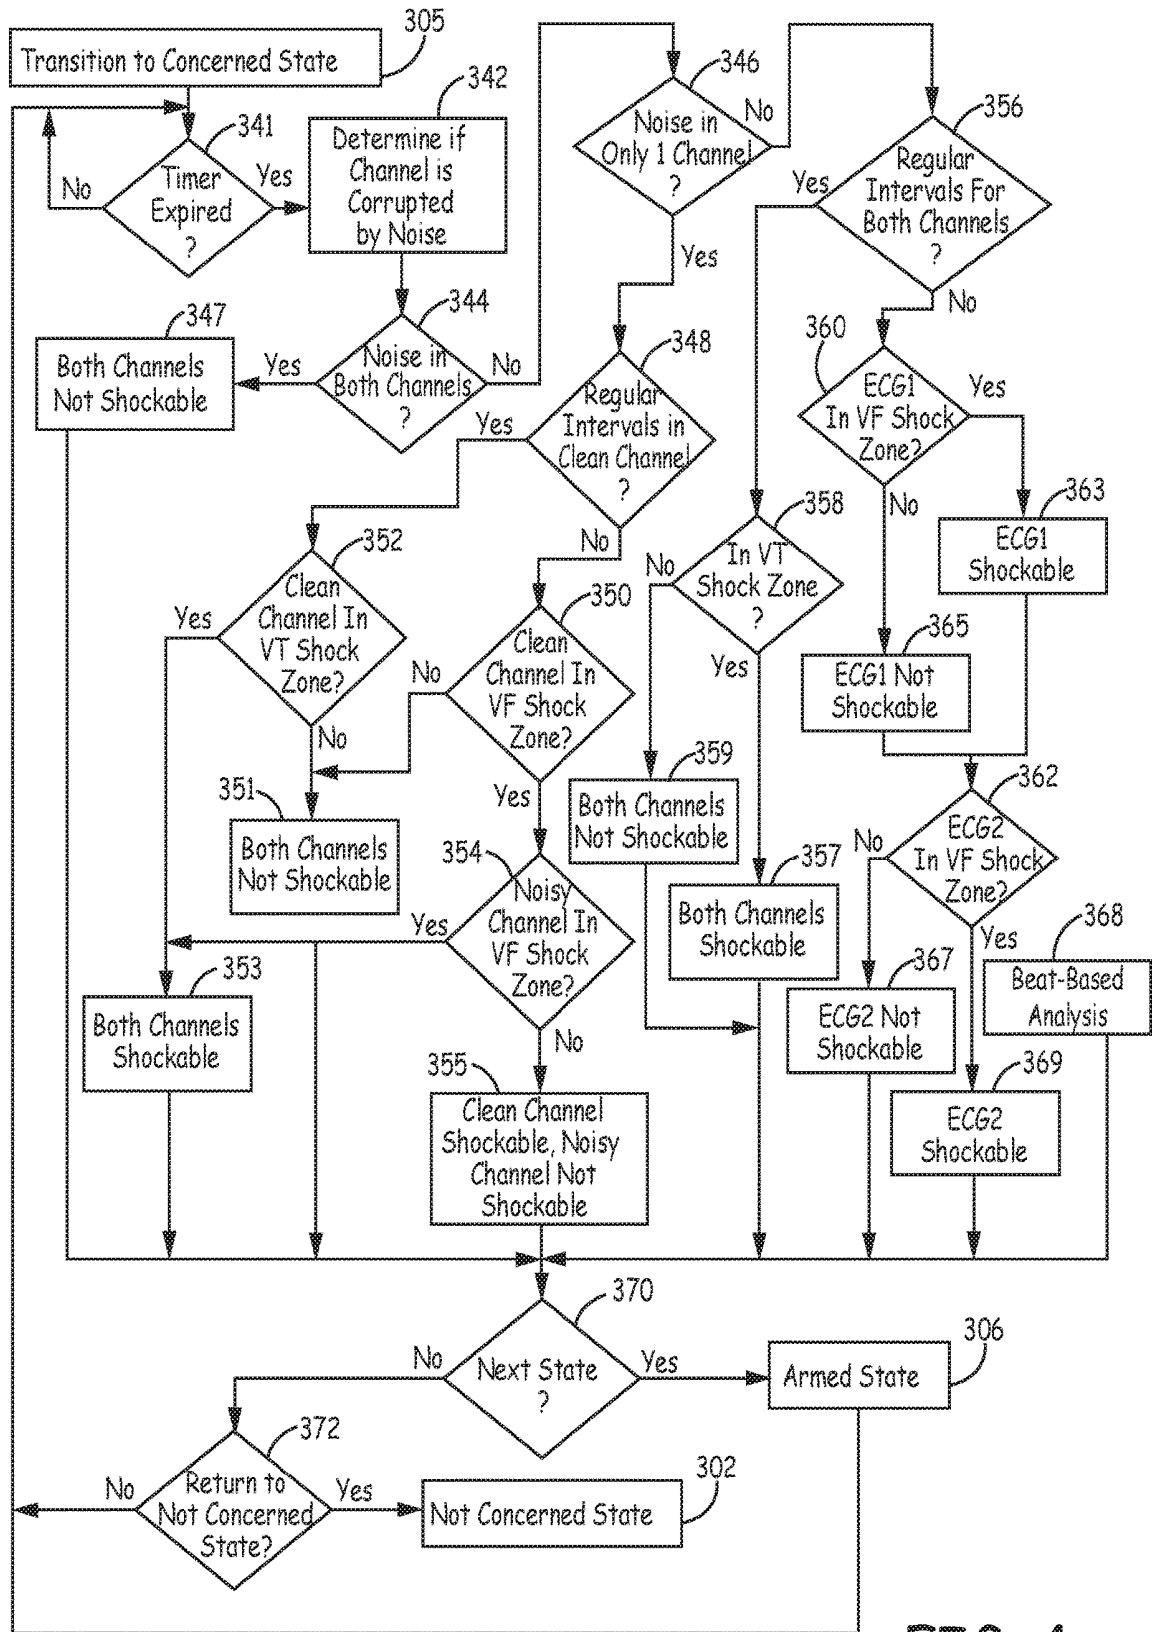 305
Transition to Concerned State
341
Timer
Expired
?
No
Yes
342
Determine if
Channel is
Corrupted
by Noise
344
Noise in
Both Channels
?
Yes
No
347
Both Channels
Not Shockable
346
Noise in
Only 1 Channel
?
No
Yes
356
Regular
Intervals For
Both Channels
?
Yes
No
348
Regular
Intervals in
Clean Channel
?
Yes
No
360
ECG1
In VF Shock
Zone?
Yes
No
363
ECG1
Shockable
358
In VT
Shock Zone
?
No
Yes
352
Clean
Channel In
VT Shock
Zone?
Yes
No
350
Clean
Channel In
VF Shock
Zone?
No
Yes
365
ECG1 Not
Shockable
351
Both Channels
Not Shockable
359
Both Channels
Not Shockable
362
ECG2
In VF Shock
Zone?
No
Yes
354
Noisy
Channel In
VF Shock
Zone?
Yes
No
357
Both Channels
Shockable
368
Beat-Based
Analysis
353
Both Channels
Shockable
367
ECG2 Not
Shockable
355
Clean Channel
Shockable, Noisy
Channel Not
Shockable
369
ECG2
Shockable
370
Next State
?
No
Yes
306
Armed State
372
Return to
Not Concerned
State?
No
Yes
302
Not Concerned State